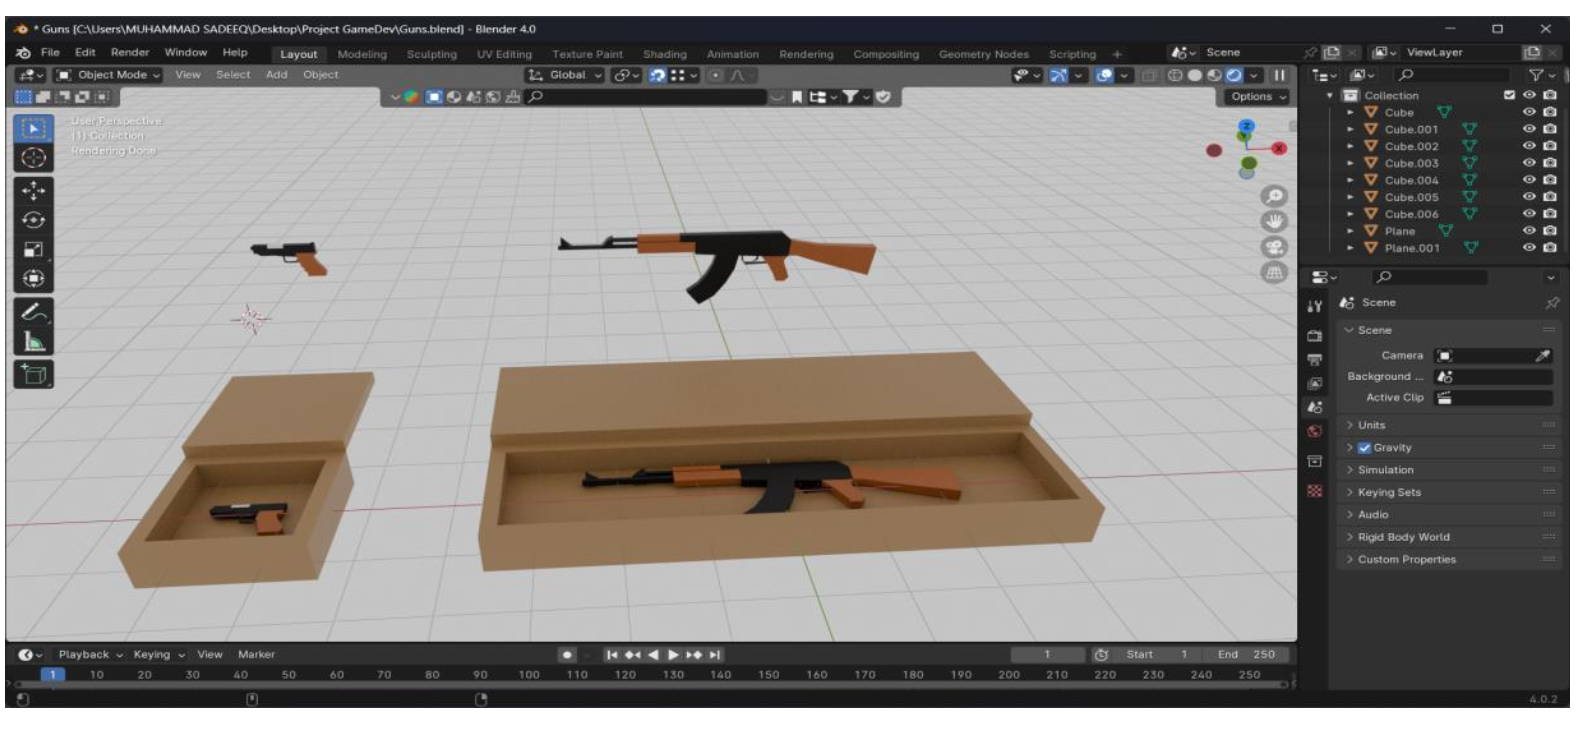 * Guns [C:\Users\MUHAMMAD SADEEQ\Desktop\Project GameDev\Guns.blend] - Blender 4.0
File Edit Render Window Help Layout Modeling Sculpting UV Editing Texture Paint Shading Animation Rendering Compositing Geometry Nodes Scripting + Scene ViewLayer
Object Mode View Select Add Object Global
Options
User Perspective
(1) Collection
Rendering Done
Z
Y
X
Collection
Cube
Cube.001
Cube.002
Cube.003
Cube.004
Cube.005
Cube.006
Plane
Plane.001
Scene
Scene
Camera
Background ...
Active Clip
Units
Gravity
Simulation
Keying Sets
Audio
Rigid Body World
Custom Properties
Playback Keying View Marker 1 Start 1 End 250
1 10 20 30 40 50 60 70 80 90 100 110 120 130 140 150 160 170 180 190 200 210 220 230 240 250
4.0.2